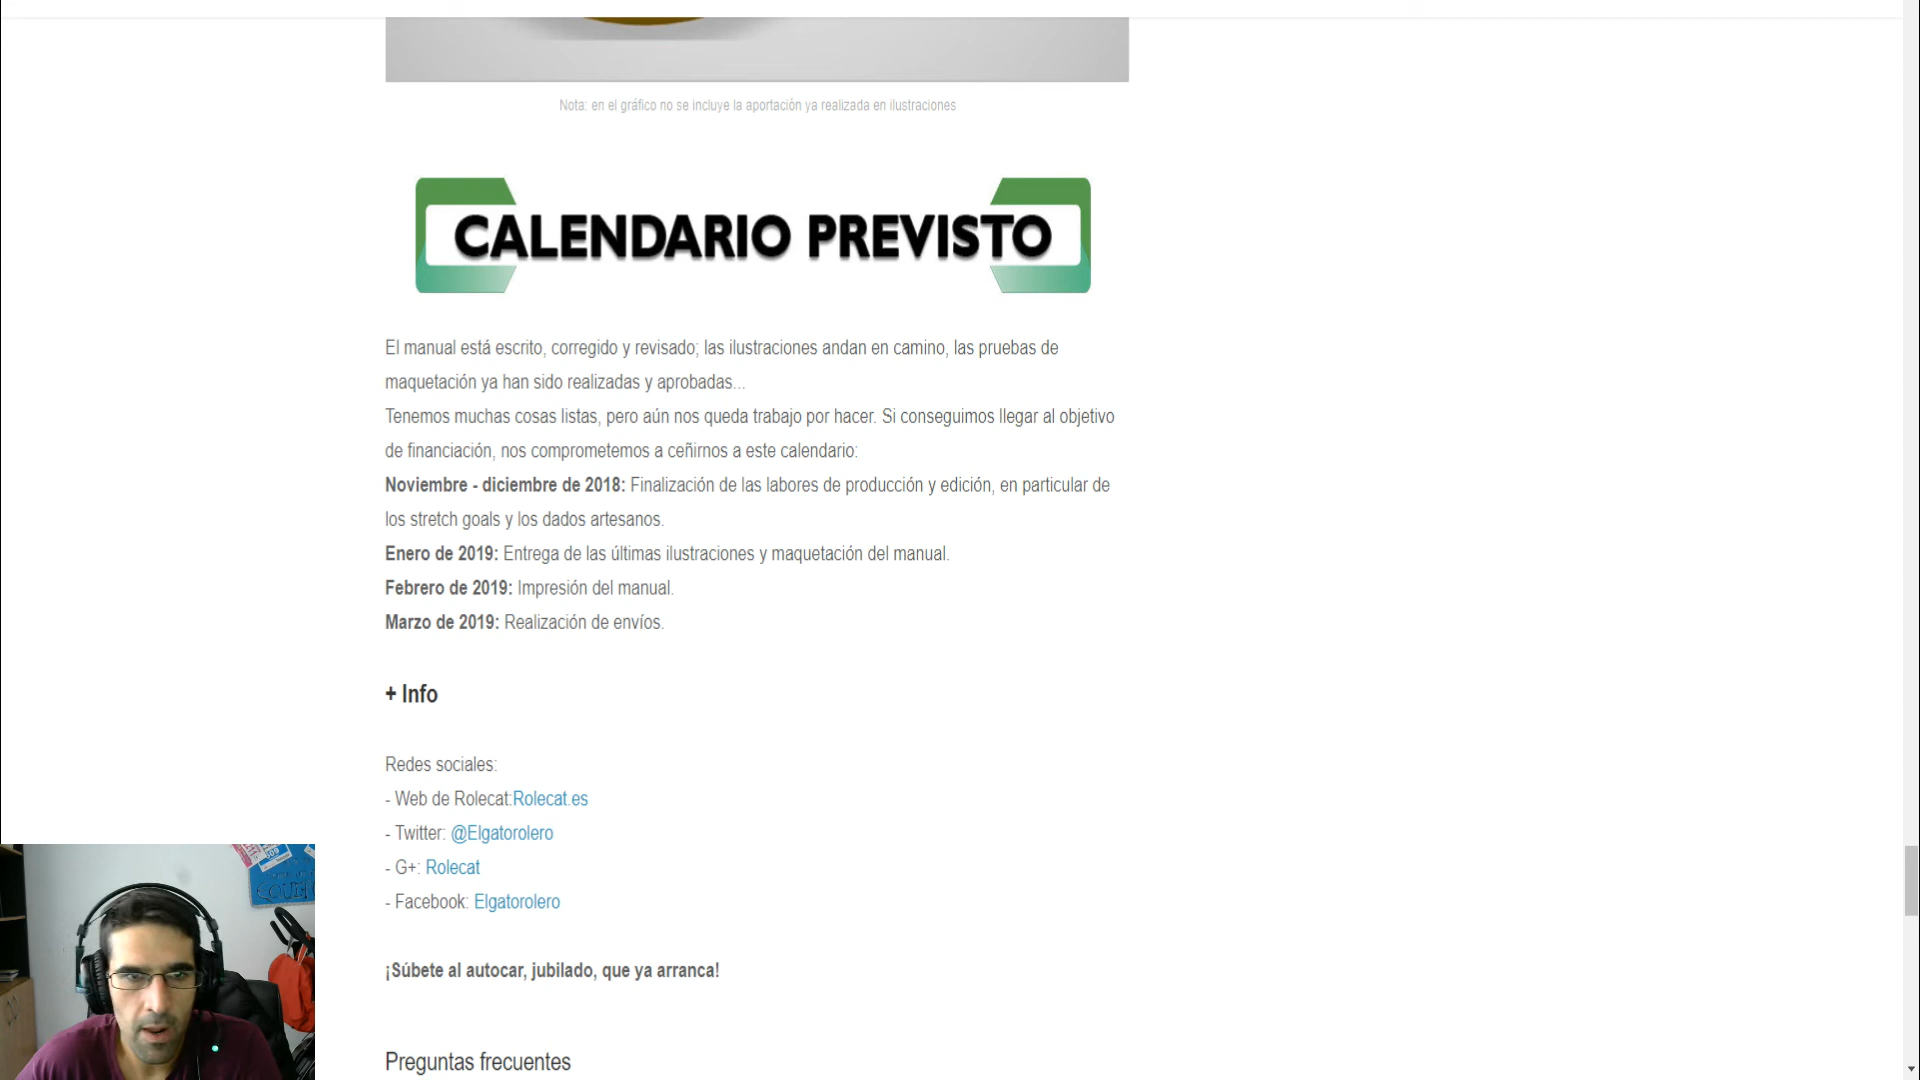 Nota: en el gráfico no se incluye la aportación ya realizada en ilustraciones
CALENDARIO PREVISTO
El manual está escrito, corregido y revisado; las ilustraciones andan en camino, las pruebas de
maquetación ya han sido realizadas y aprobadas...
Tenemos muchas cosas listas, pero aún nos queda trabajo por hacer. Si conseguimos llegar al objetivo
de financiación, nos comprometemos a ceñirnos a este calendario:
Noviembre - diciembre de 2018: Finalización de las labores de producción y edición, en particular de
los stretch goals y los dados artesanos.
Enero de 2019: Entrega de las últimas ilustraciones y maquetación del manual.
Febrero de 2019: Impresión del manual.
Marzo de 2019: Realización de envíos.
+ Info
Redes sociales:
- Web de Rolecat:Rolecat.es
- Twitter: @Elgatorolero
- G+: Rolecat
- Facebook: Elgatorolero
¡Súbete al autocar, jubilado, que ya arranca!
Preguntas frecuentes